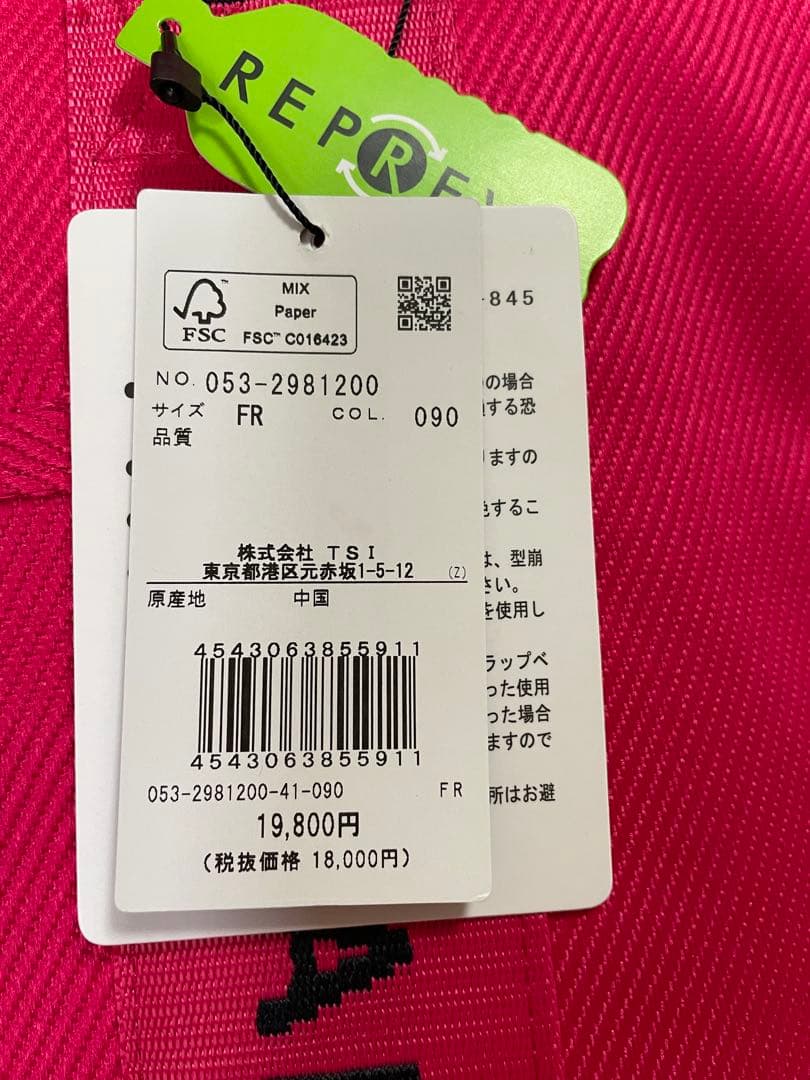 REPRE
MIX
Paper
FSC™ C016423
FSC
NO. 053-2981200
サイズ FR COL. 090
品質
株式会社 TSI
東京都港区元赤坂1-5-12 (Z)
原産地 中国
4543063855911
4543063855911
053-2981200-41-090 FR
19,800円
(税抜価格 18,000円)
-845
の場合
する恐
りますの
色するこ
は、型崩
さい。
を使用し
ラップベ
った使用
った場合
ますので
所はお避
A